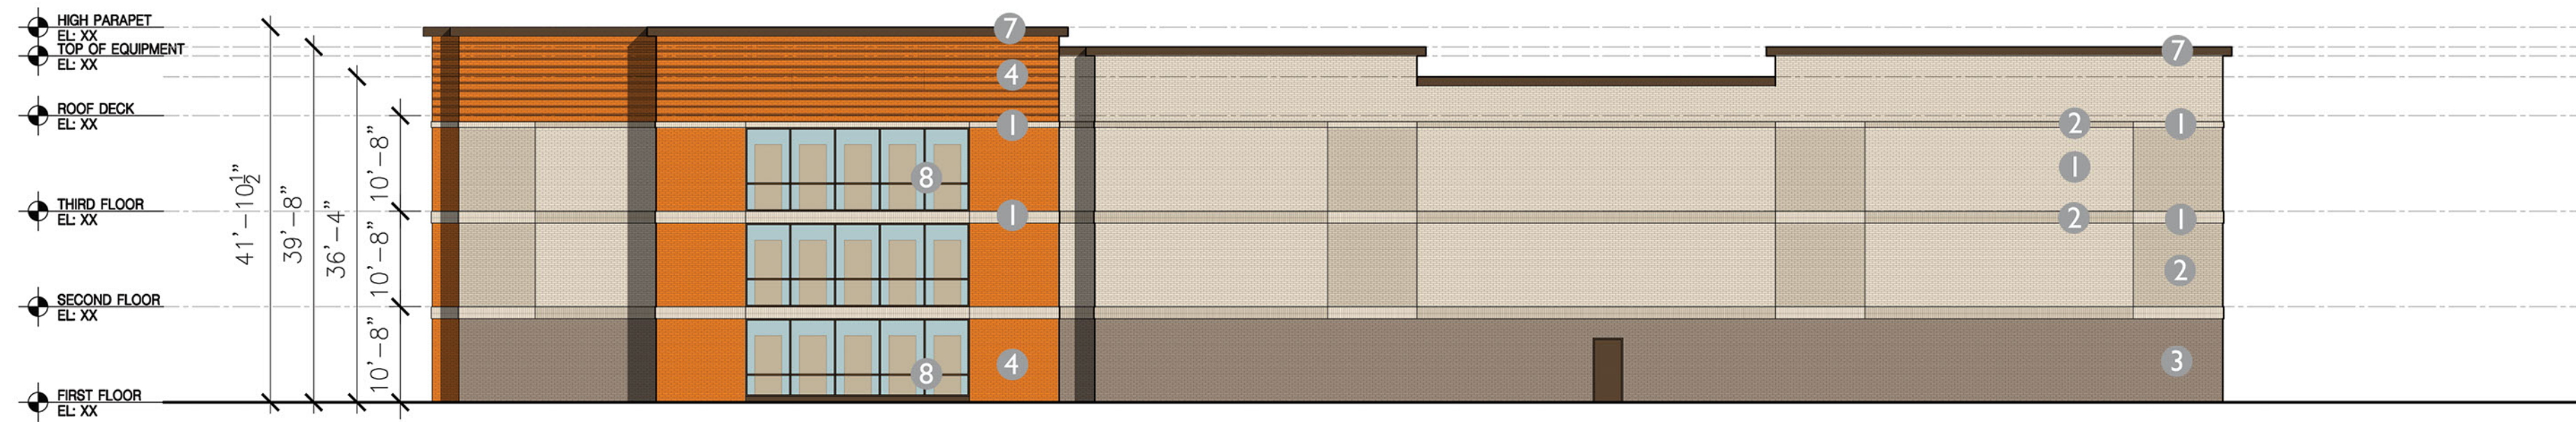 HIGH PARAPET
EL: XX
TOP OF EQUIPMENT
EL: XX
ROOF DECK
EL: XX
THIRD FLOOR
EL: XX
SECOND FLOOR
EL: XX
FIRST FLOOR
EL: XX
41'-10½"
39'-8"
36'-4"
10'-8"
10'-8"
10'-8"
7
4
1
8
1
8
4
7
2
1
1
2
1
2
3